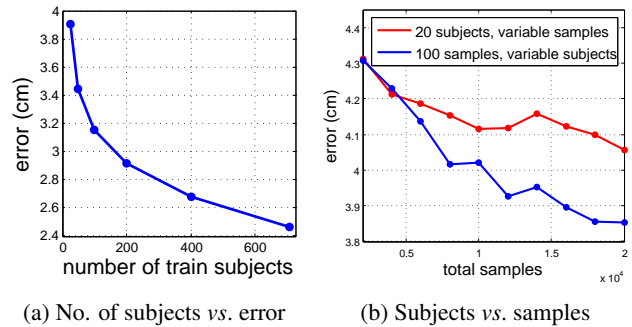 4
3.8
3.6
3.4
3.2
3
2.8
2.6
2.4
0 200 400 600
error (cm)
number of train subjects
(a) No. of subjects vs. error
20 subjects, variable samples
100 samples, variable subjects
4.4
4.3
4.2
4.1
4
3.9
3.8
0.5 1 1.5 2
x 10⁴
error (cm)
total samples
(b) Subjects vs. samples